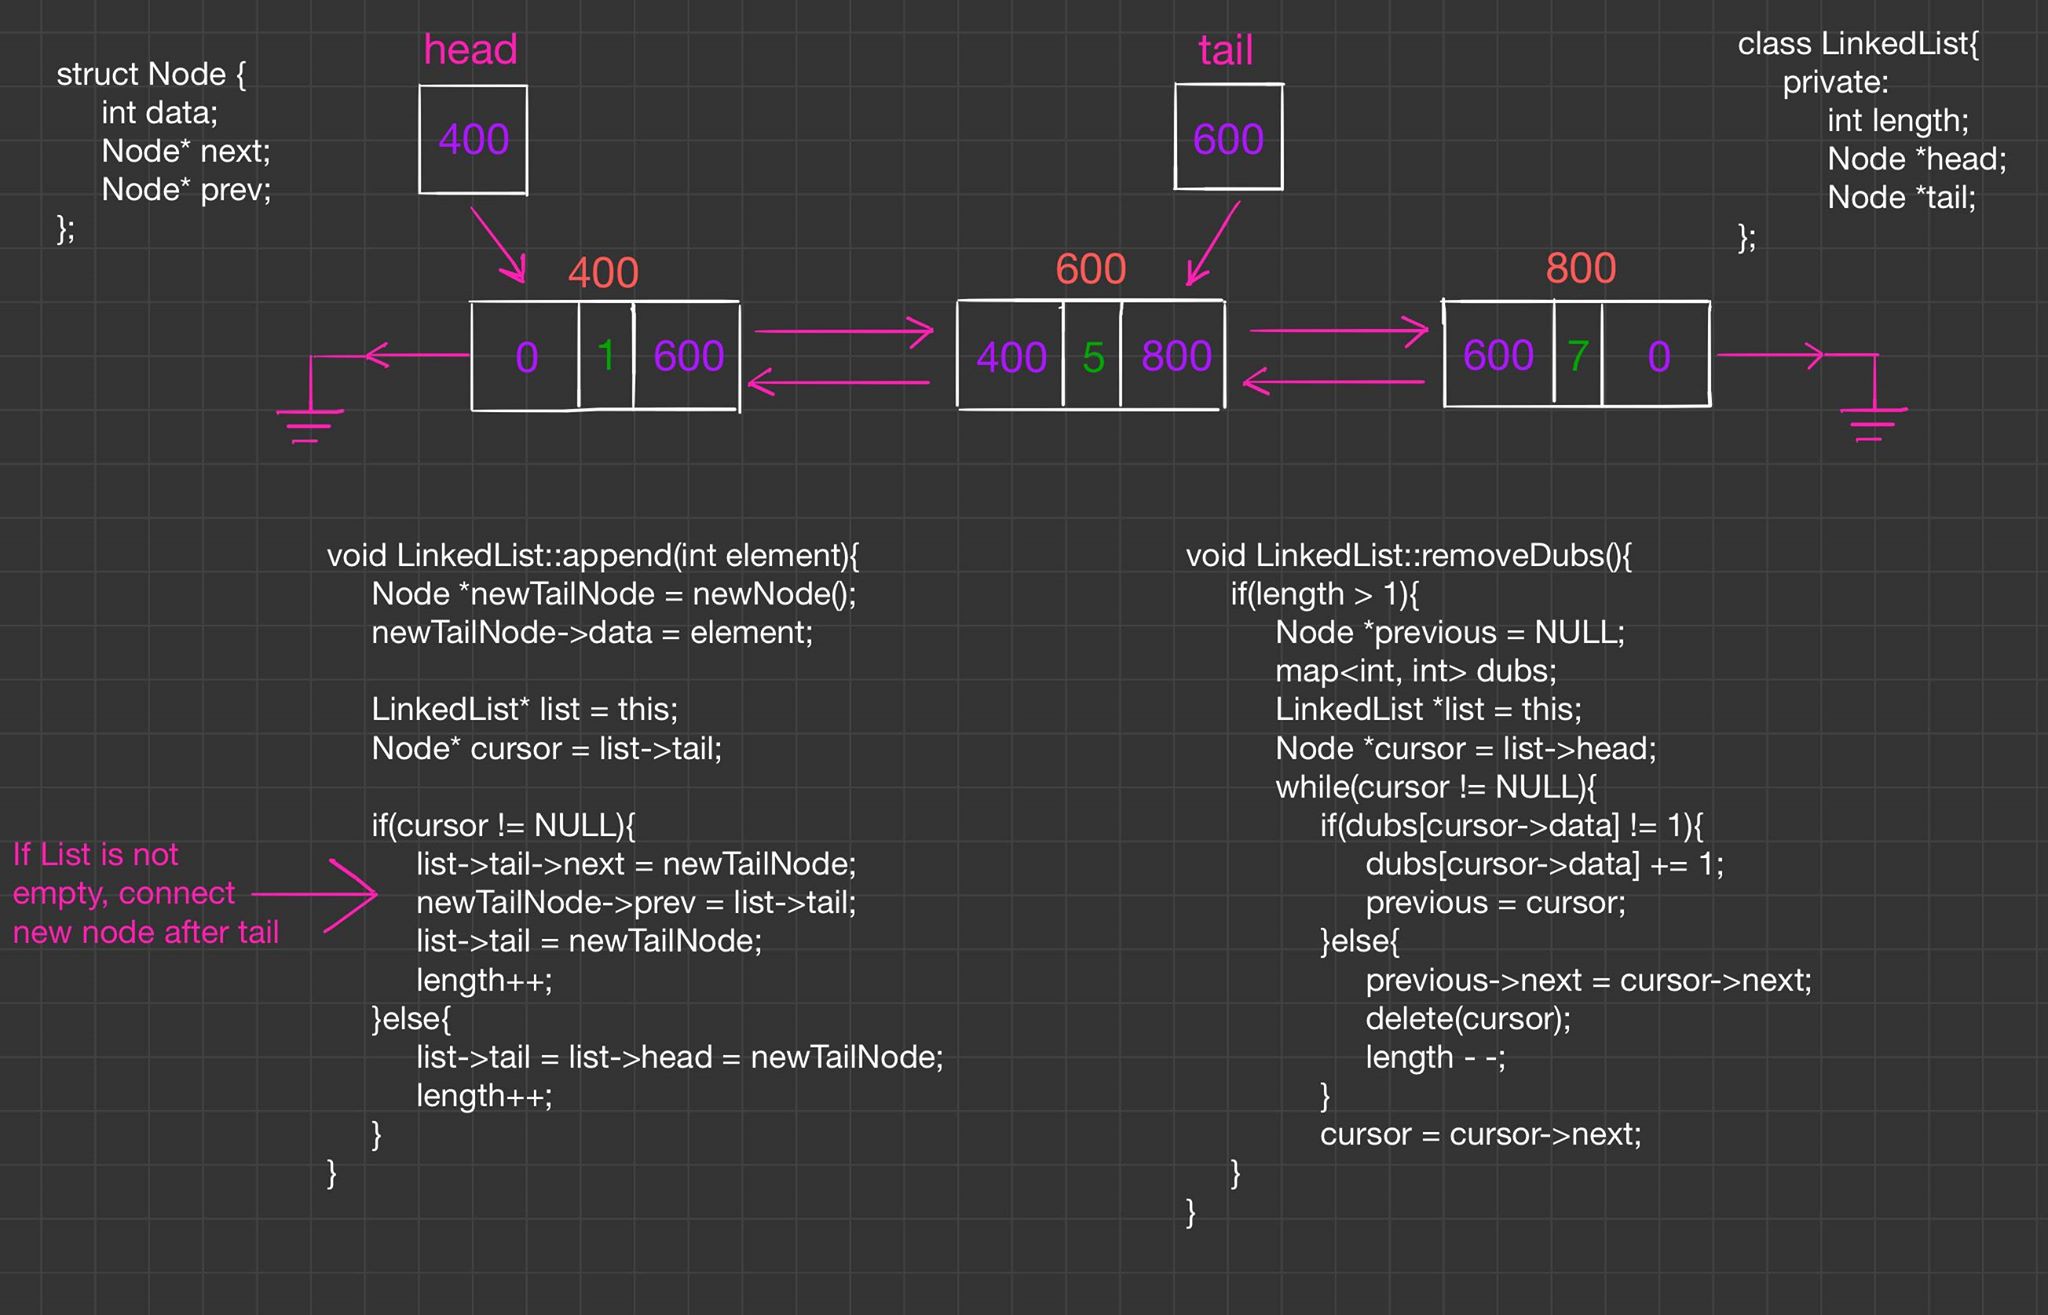 struct Node {
int data;
Node* next;
Node* prev;
};
head
400
tail
600
class LinkedList{
private:
int length;
Node *head;
Node *tail;
};
400
0 1 600
600
400 5 800
800
600 7 0
void LinkedList::append(int element){
Node *newTailNode = newNode();
newTailNode->data = element;
LinkedList* list = this;
Node* cursor = list->tail;
if(cursor != NULL){
list->tail->next = newTailNode;
newTailNode->prev = list->tail;
list->tail = newTailNode;
length++;
}else{
list->tail = list->head = newTailNode;
length++;
}
}
If List is not
empty, connect
new node after tail
void LinkedList::removeDubs(){
if(length > 1){
Node *previous = NULL;
map<int, int> dubs;
LinkedList *list = this;
Node *cursor = list->head;
while(cursor != NULL){
if(dubs[cursor->data] != 1){
dubs[cursor->data] += 1;
previous = cursor;
}else{
previous->next = cursor->next;
delete(cursor);
length - -;
}
cursor = cursor->next;
}
}